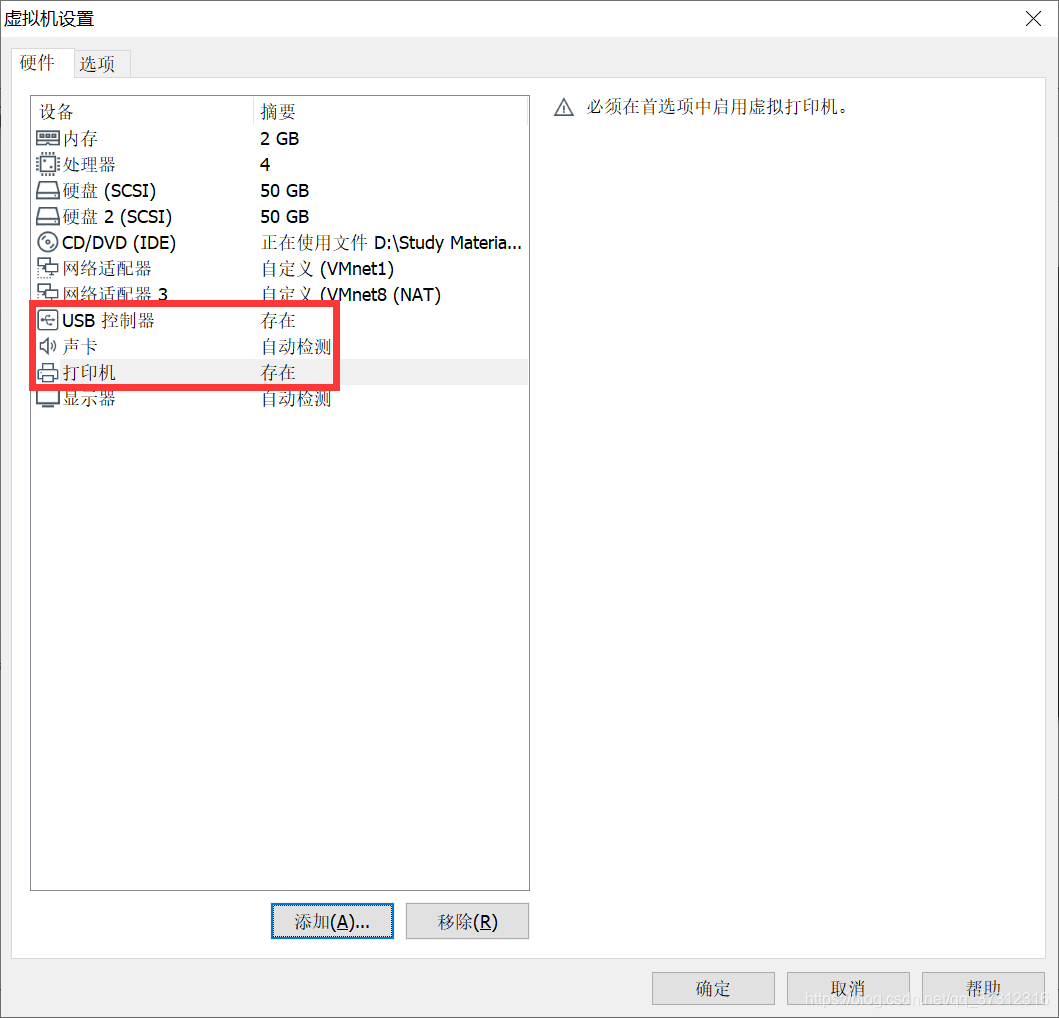 虚拟机设置
硬件 选项
设备 摘要
必须在首选项中启用虚拟打印机。
内存 2 GB
处理器 4
硬盘 (SCSI) 50 GB
硬盘 2 (SCSI) 50 GB
CD/DVD (IDE) 正在使用文件 D:\Study Materia...
网络适配器 自定义 (VMnet1)
网络适配器 3 自定义 (VMnet8 (NAT)
USB 控制器 存在
声卡 自动检测
打印机 存在
显示器 自动检测
添加(A)... 移除(R)
确定 取消 帮助
https://blog.csdn.net/qq_37312316